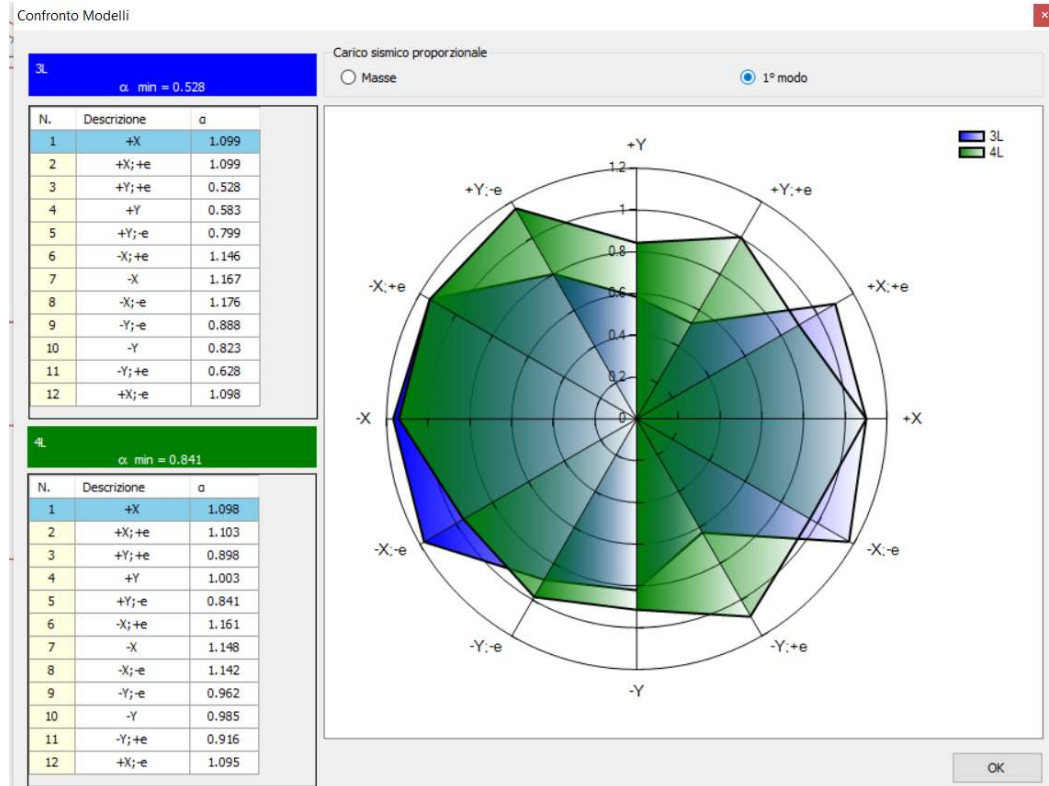 Confronto Modelli
×
3L
α min = 0.528
N. Descrizione α
1 +X 1.099
2 +X; +e 1.099
3 +Y; +e 0.528
4 +Y 0.583
5 +Y; -e 0.799
6 -X; +e 1.146
7 -X 1.167
8 -X; -e 1.176
9 -Y; -e 0.888
10 -Y 0.823
11 -Y; +e 0.628
12 +X; -e 1.098
4L
α min = 0.841
N. Descrizione α
1 +X 1.098
2 +X; +e 1.103
3 +Y; +e 0.898
4 +Y 1.003
5 +Y; -e 0.841
6 -X; +e 1.161
7 -X 1.148
8 -X; -e 1.142
9 -Y; -e 0.962
10 -Y 0.985
11 -Y; +e 0.916
12 +X; -e 1.095
Carico sismico proporzionale
Masse
1° modo
3L
4L
+Y
+Y;-e
+Y;+e
-X;+e
+X;+e
-X
+X
-X;-e
-X;-e
-Y;-e
-Y;+e
-Y
1.2
1
0.8
0.6
0.4
0.2
0
OK